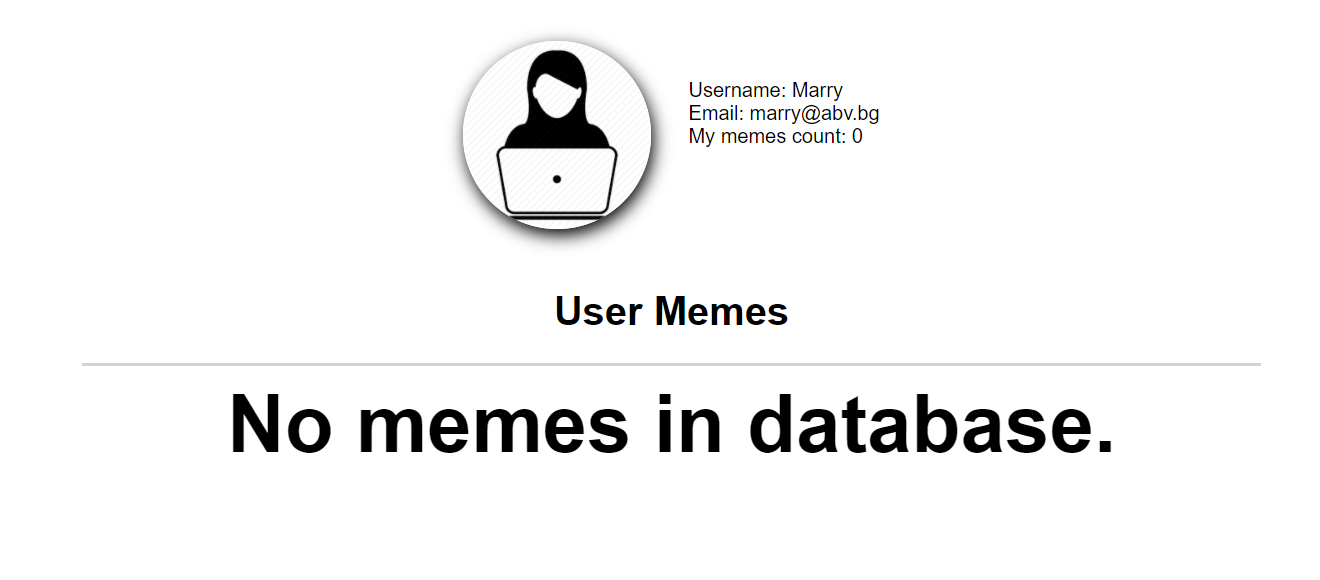 Username: Marry
Email: marry@abv.bg
My memes count: 0
User Memes
No memes in database.